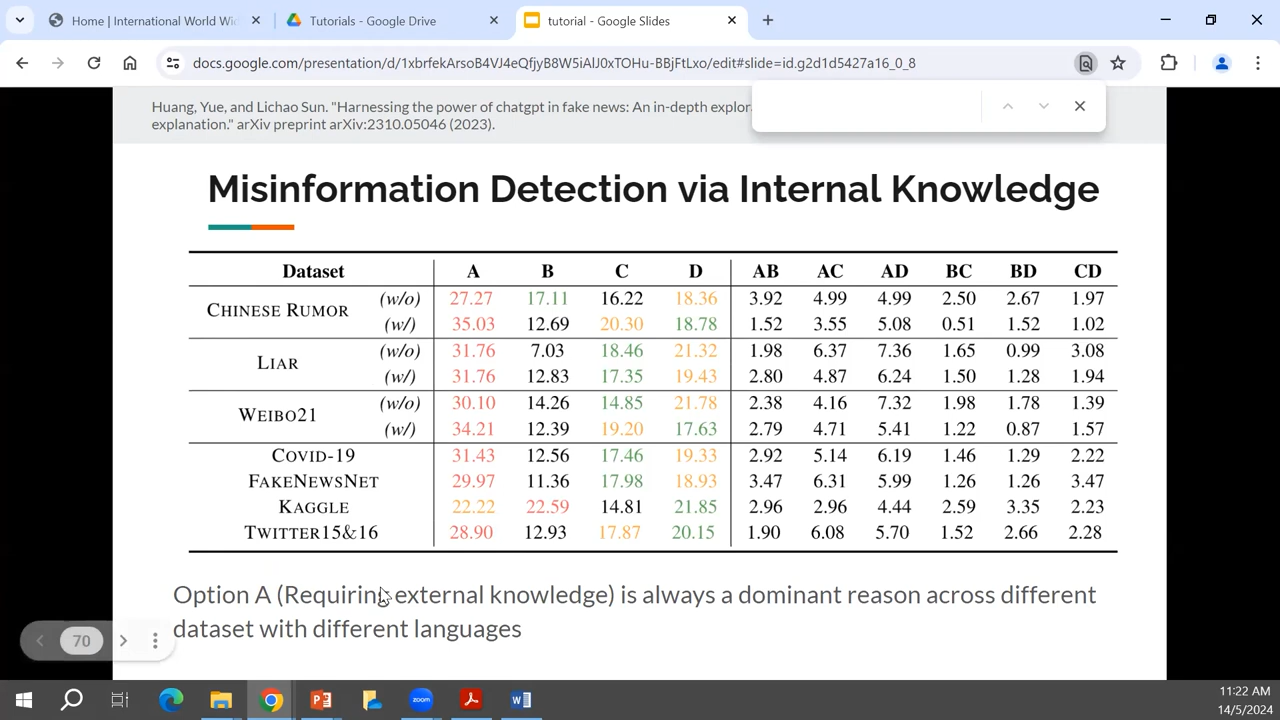 Home | International World Wid
Tutorials - Google Drive
tutorial - Google Slides
docs.google.com/presentation/d/1xbrfekArsoB4VJ4eQfjyB8W5iAlJ0xTOHu-BBjFtLxo/edit#slide=id.g2d1d5427a16_0_8
Huang, Yue, and Lichao Sun. "Harnessing the power of chatgpt in fake news: An in-depth explor
explanation." arXiv preprint arXiv:2310.05046 (2023).
Misinformation Detection via Internal Knowledge
Dataset A B C D AB AC AD BC BD CD
CHINESE RUMOR (w/o) 27.27 17.11 16.22 18.36 3.92 4.99 4.99 2.50 2.67 1.97
(w/) 35.03 12.69 20.30 18.78 1.52 3.55 5.08 0.51 1.52 1.02
LIAR (w/o) 31.76 7.03 18.46 21.32 1.98 6.37 7.36 1.65 0.99 3.08
(w/) 31.76 12.83 17.35 19.43 2.80 4.87 6.24 1.50 1.28 1.94
WEIBO21 (w/o) 30.10 14.26 14.85 21.78 2.38 4.16 7.32 1.98 1.78 1.39
(w/) 34.21 12.39 19.20 17.63 2.79 4.71 5.41 1.22 0.87 1.57
COVID-19 31.43 12.56 17.46 19.33 2.92 5.14 6.19 1.46 1.29 2.22
FAKENEWSNET 29.97 11.36 17.98 18.93 3.47 6.31 5.99 1.26 1.26 3.47
KAGGLE 22.22 22.59 14.81 21.85 2.96 2.96 4.44 2.59 3.35 2.23
TWITTER15&16 28.90 12.93 17.87 20.15 1.90 6.08 5.70 1.52 2.66 2.28
Option A (Requiring external knowledge) is always a dominant reason across different
dataset with different languages
70
zoom
11:22 AM
14/5/2024